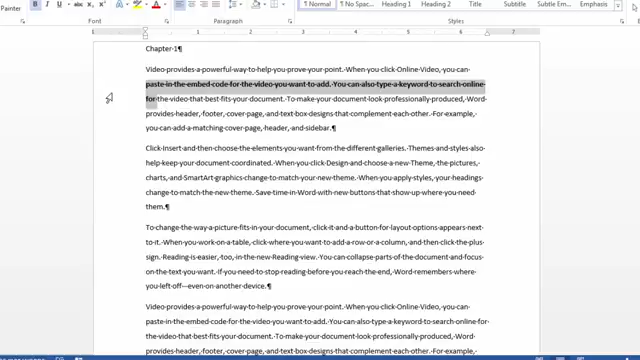 Painter
B I U
Normal No Spac... Heading 1 Heading 2 Title Subtitle Emphasis
Font Paragraph Styles
Chapter·1¶
Video·provides·a·powerful·way·to·help·you·prove·your·point.·When·you·click·Online·Video,·you·can·
paste·in·the·embed·code·for·the·video·you·want·to·add.·You·can·also·type·a·keyword·to·search·online·
for·the·video·that·best·fits·your·document.·To·make·your·document·look·professionally·produced,·Word·
provides·header,·footer,·cover·page,·and·text·box·designs·that·complement·each·other.·For·example,·
you·can·add·a·matching·cover·page,·header,·and·sidebar.¶
Click·Insert·and·then·choose·the·elements·you·want·from·the·different·galleries.·Themes·and·styles·also·
help·keep·your·document·coordinated.·When·you·click·Design·and·choose·a·new·Theme,·the·pictures,·
charts,·and·SmartArt·graphics·change·to·match·your·new·theme.·When·you·apply·styles,·your·headings·
change·to·match·the·new·theme.·Save·time·in·Word·with·new·buttons·that·show·up·where·you·need·
them.¶
To·change·the·way·a·picture·fits·in·your·document,·click·it·and·a·button·for·layout·options·appears·next·
to·it.·When·you·work·on·a·table,·click·where·you·want·to·add·a·row·or·a·column,·and·then·click·the·plus·
sign.·Reading·is·easier,·too,·in·the·new·Reading·view.·You·can·collapse·parts·of·the·document·and·focus·
on·the·text·you·want.·If·you·need·to·stop·reading·before·you·reach·the·end,·Word·remembers·where·
you·left·off·-·even·on·another·device.¶
Video·provides·a·powerful·way·to·help·you·prove·your·point.·When·you·click·Online·Video,·you·can·
paste·in·the·embed·code·for·the·video·you·want·to·add.·You·can·also·type·a·keyword·to·search·online·for·
the·video·that·best·fits·your·document.·To·make·your·document·look·professionally·produced,·Word·
provides·header,·footer,·cover·page,·and·text·box·designs·that·complement·each·other.·For·example,·